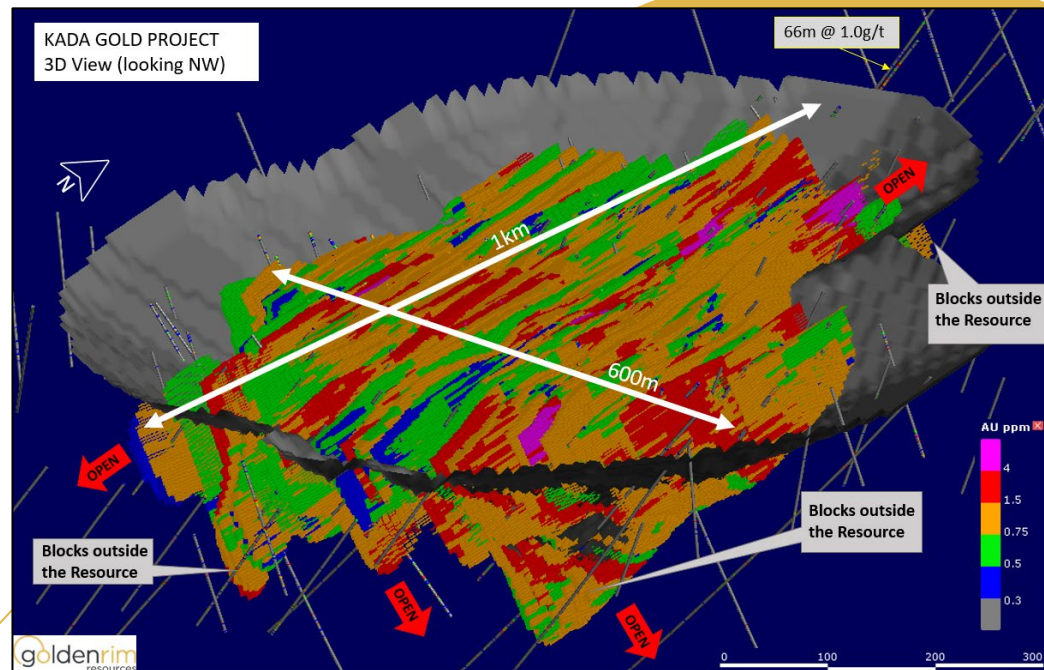 KADA GOLD PROJECT
3D View (looking NW)
66m @ 1.0g/t
N
OPEN
1km
Blocks outside
the Resource
600m
AU ppm
4
1.5
0.75
0.5
0.3
OPEN
Blocks outside
the Resource
Blocks outside
the Resource
OPEN
OPEN
goldenrim
resources
0
100
200
300